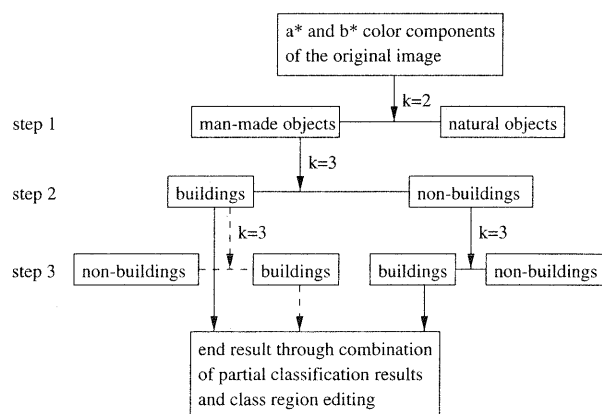 a* and b* color components
of the original image
k=2
step 1
man-made objects
natural objects
k=3
step 2
buildings
non-buildings
k=3
k=3
step 3
non-buildings
buildings
buildings
non-buildings
end result through combination
of partial classification results
and class region editing